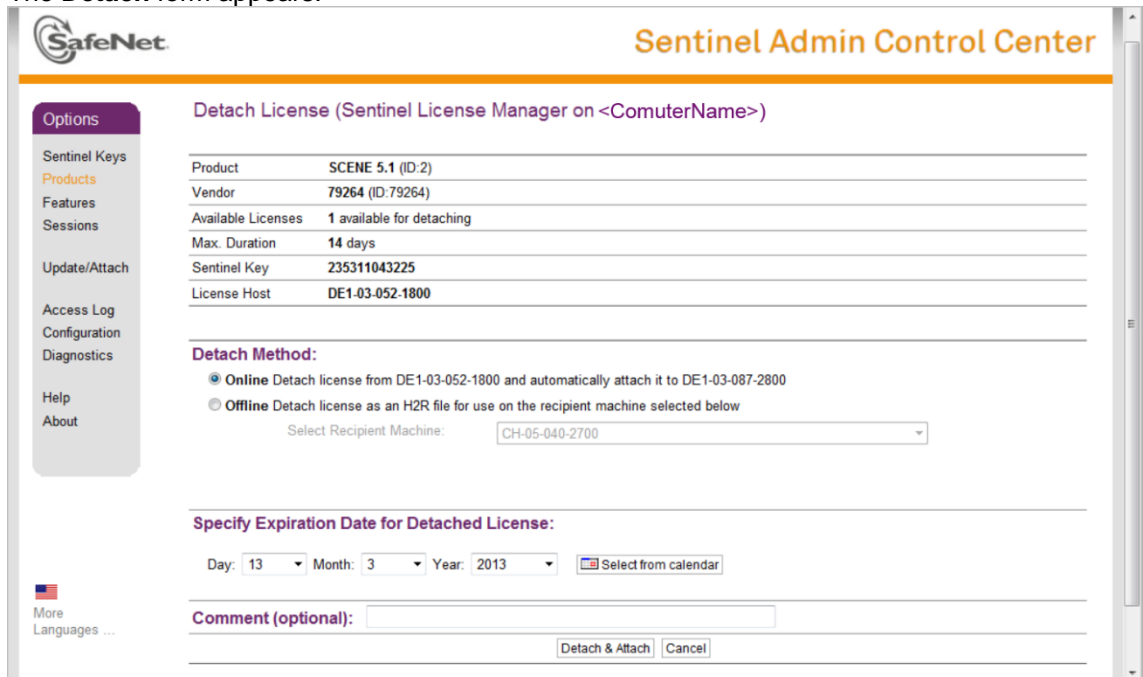 The Detach form appears.
SafeNet.
Sentinel Admin Control Center
Options
Sentinel Keys
Products
Features
Sessions
Update/Attach
Access Log
Configuration
Diagnostics
Help
About
More
Languages ...
Detach License (Sentinel License Manager on <ComuterName>)
Product SCENE 5.1 (ID:2)
Vendor 79264 (ID:79264)
Available Licenses 1 available for detaching
Max. Duration 14 days
Sentinel Key 235311043225
License Host DE1-03-052-1800
Detach Method:
Online Detach license from DE1-03-052-1800 and automatically attach it to DE1-03-087-2800
Offline Detach license as an H2R file for use on the recipient machine selected below
Select Recipient Machine: CH-05-040-2700
Specify Expiration Date for Detached License:
Day: 13 Month: 3 Year: 2013 Select from calendar
Comment (optional):
Detach & Attach Cancel